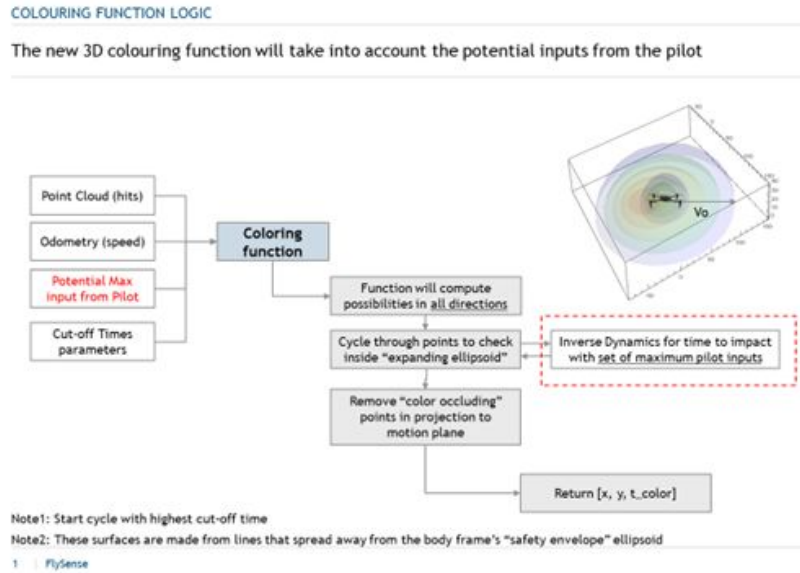 COLOURING FUNCTION LOGIC
The new 3D colouring function will take into account the potential inputs from the pilot
Point Cloud (hits)
Odometry (speed)
Potential Max
input from Pilot
Cut-off Times
parameters
Coloring
function
Function will compute
possibilities in all directions
Cycle through points to check
inside “expanding ellipsoid”
Inverse Dynamics for time to impact
with set of maximum pilot inputs
Remove “color occluding”
points in projection to
motion plane
Return [x, y, t_color]
Vo
Note1: Start cycle with highest cut-off time
Note2: These surfaces are made from lines that spread away from the body frame’s “safety envelope” ellipsoid
1 | FlySense